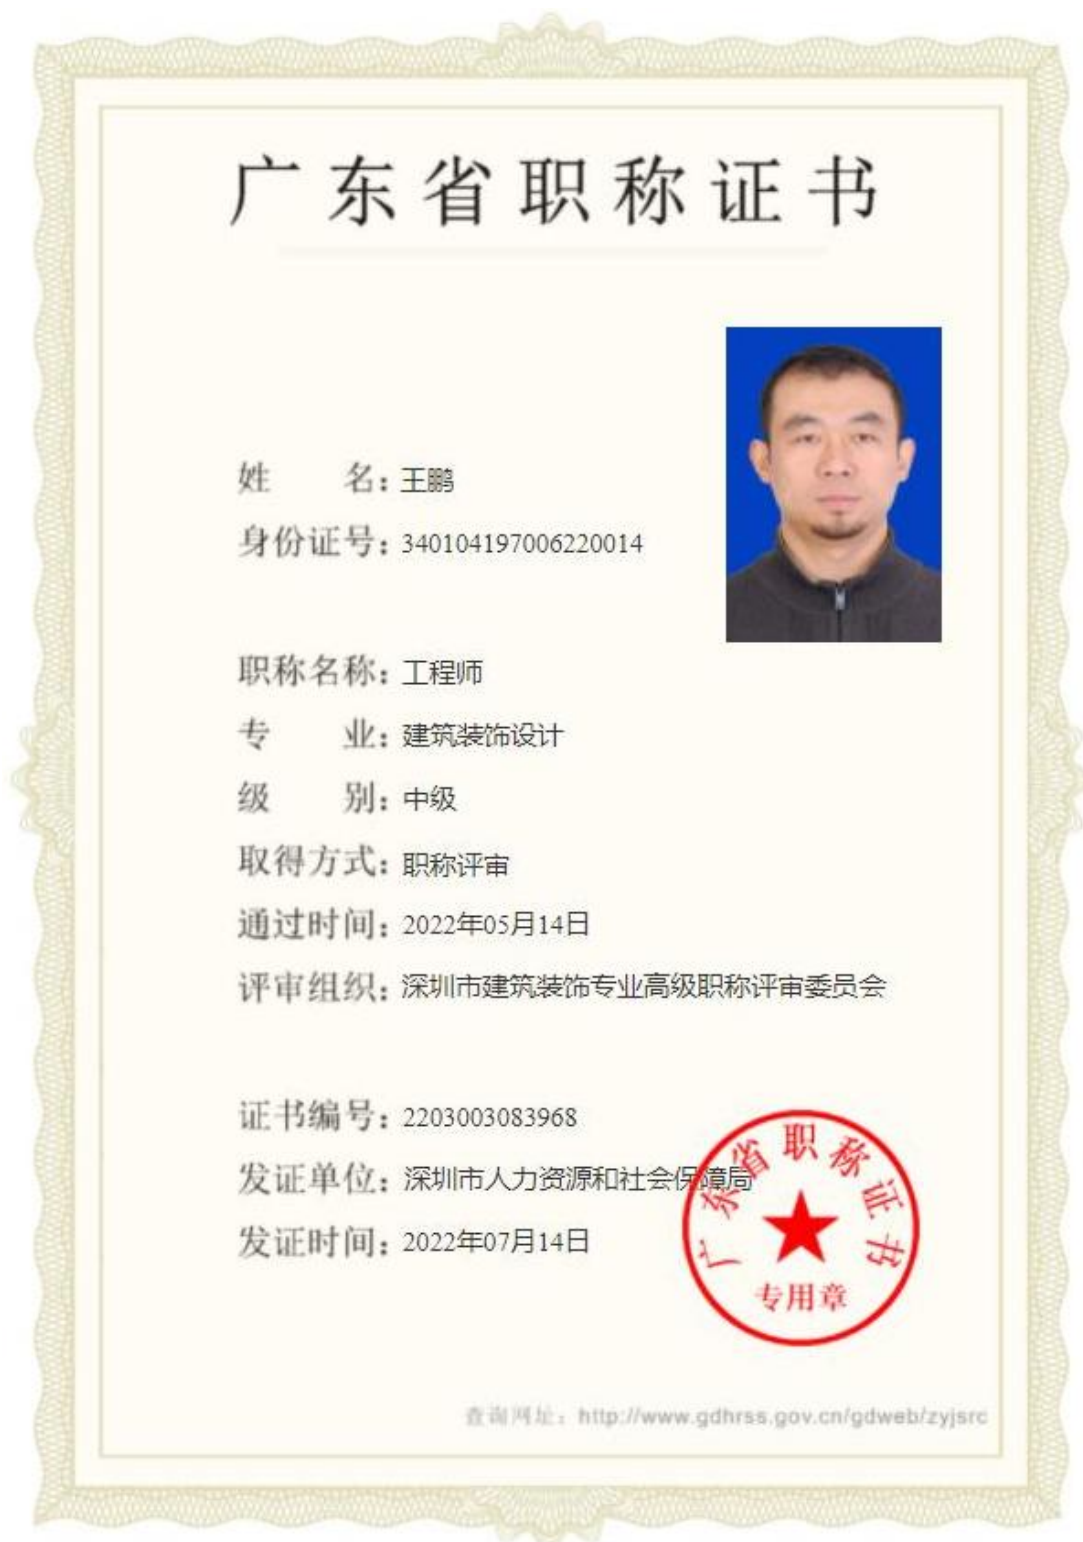 广东省职称证书
姓 名：王鹏
身份证号：340104197006220014
职称名称：工程师
专 业：建筑装饰设计
级 别：中级
取得方式：职称评审
通过时间：2022年05月14日
评审组织：深圳市建筑装饰专业高级职称评审委员会
证书编号：2203003083968
发证单位：深圳市人力资源和社会保障局
发证时间：2022年07月14日
广东省职称证书
专用章
查询网址：http://www.gdhrss.gov.cn/gdweb/zyjsrc